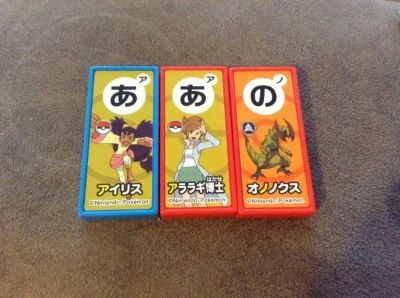 ア
あ
アイリス
©Nintendo/Pokémon
ア
あ
はかせ
アララギ博士
©Nintendo/Pokémon
ノ
の
オノノクス
©Nintendo/Pokémon